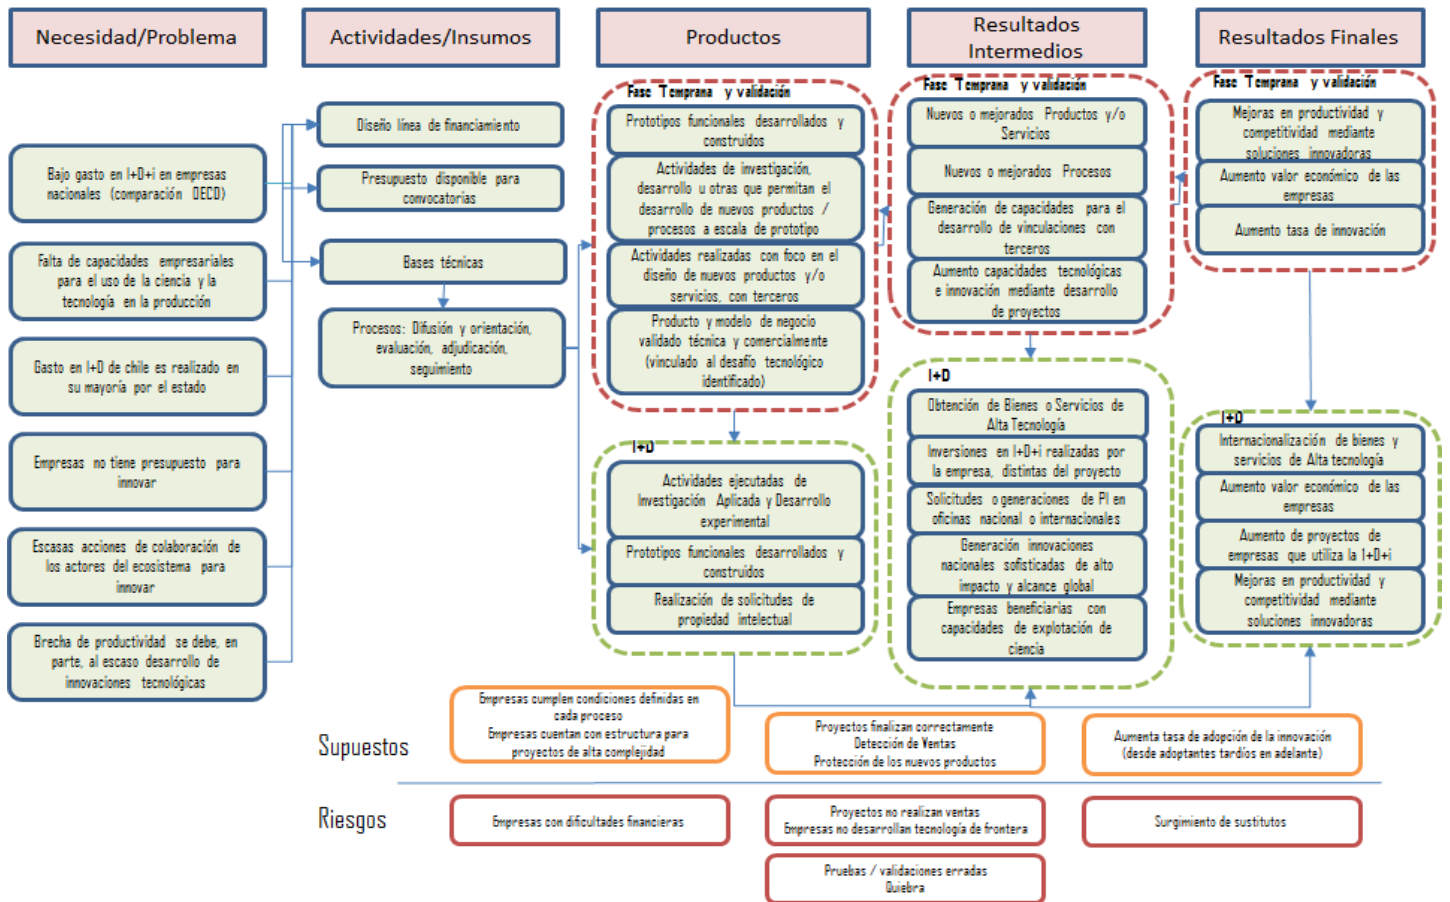 Necesidad/Problema
Bajo gasto en I+D+i en empresas
nacionales (comparación OECD)
Falta de capacidades empresariales
para el uso de la ciencia y la
tecnología en la producción
Gasto en I+D de chile es realizado en
su mayoría por el estado
Empresas no tiene presupuesto para
innovar
Escasas acciones de colaboración de
los actores del ecosistema para
innovar
Brecha de productividad se debe, en
parte, al escaso desarrollo de
innovaciones tecnológicas
Actividades/Insumos
Diseño línea de financiamiento
Presupuesto disponible para
convocatorias
Bases técnicas
Procesos: Difusión y orientación,
evaluación, adjudicación,
seguimiento
Productos
Fase Temprana y validación
Prototipos funcionales desarrollados y
construidos
Actividades de investigación,
desarrollo u otras que permitan el
desarrollo de nuevos productos /
procesos a escala de prototipo
Actividades realizadas con foco en el
diseño de nuevos productos y/o
servicios, con terceros
Producto y modelo de negocio
validado técnica y comercialmente
(vinculado al desafío tecnológico
identificado)
I+D
Actividades ejecutadas de
Investigación Aplicada y Desarrollo
experimental
Prototipos funcionales desarrollados y
construidos
Realización de solicitudes de
propiedad intelectual
Resultados
Intermedios
Fase Temprana y validación
Nuevos o mejorados Productos y/o
Servicios
Nuevos o mejorados Procesos
Generación de capacidades para el
desarrollo de vinculaciones con
terceros
Aumento capacidades tecnológicas
e innovación mediante desarrollo
de proyectos
I+D
Obtención de Bienes o Servicios de
Alta Tecnología
Inversiones en I+D+i realizadas por
la empresa, distintas del proyecto
Solicitudes o generaciones de PI en
oficinas nacional o internacionales
Generación innovaciones
nacionales sofisticadas de alto
impacto y alcance global
Empresas beneficiarias con
capacidades de explotación de
ciencia
Resultados Finales
Fase Temprana y validación
Mejoras en productividad y
competitividad mediante
soluciones innovadoras
Aumento valor económico de las
empresas
Aumento tasa de innovación
I+D
Internacionalización de bienes y
servicios de Alta tecnología
Aumento valor económico de las
empresas
Aumento de proyectos de
empresas que utiliza la I+D+i
Mejoras en productividad y
competitividad mediante
soluciones innovadoras
Supuestos
Empresas cumplen condiciones definidas en
cada proceso
Empresas cuentan con estructura para
proyectos de alta complejidad
Proyectos finalizan correctamente
Detección de Ventas
Protección de los nuevos productos
Aumenta tasa de adopción de la innovación
(desde adoptantes tardíos en adelante)
Riesgos
Empresas con dificultades financieras
Proyectos no realizan ventas
Empresas no desarrollan tecnología de frontera
Pruebas / validaciones erradas
Quiebra
Surgimiento de sustitutos